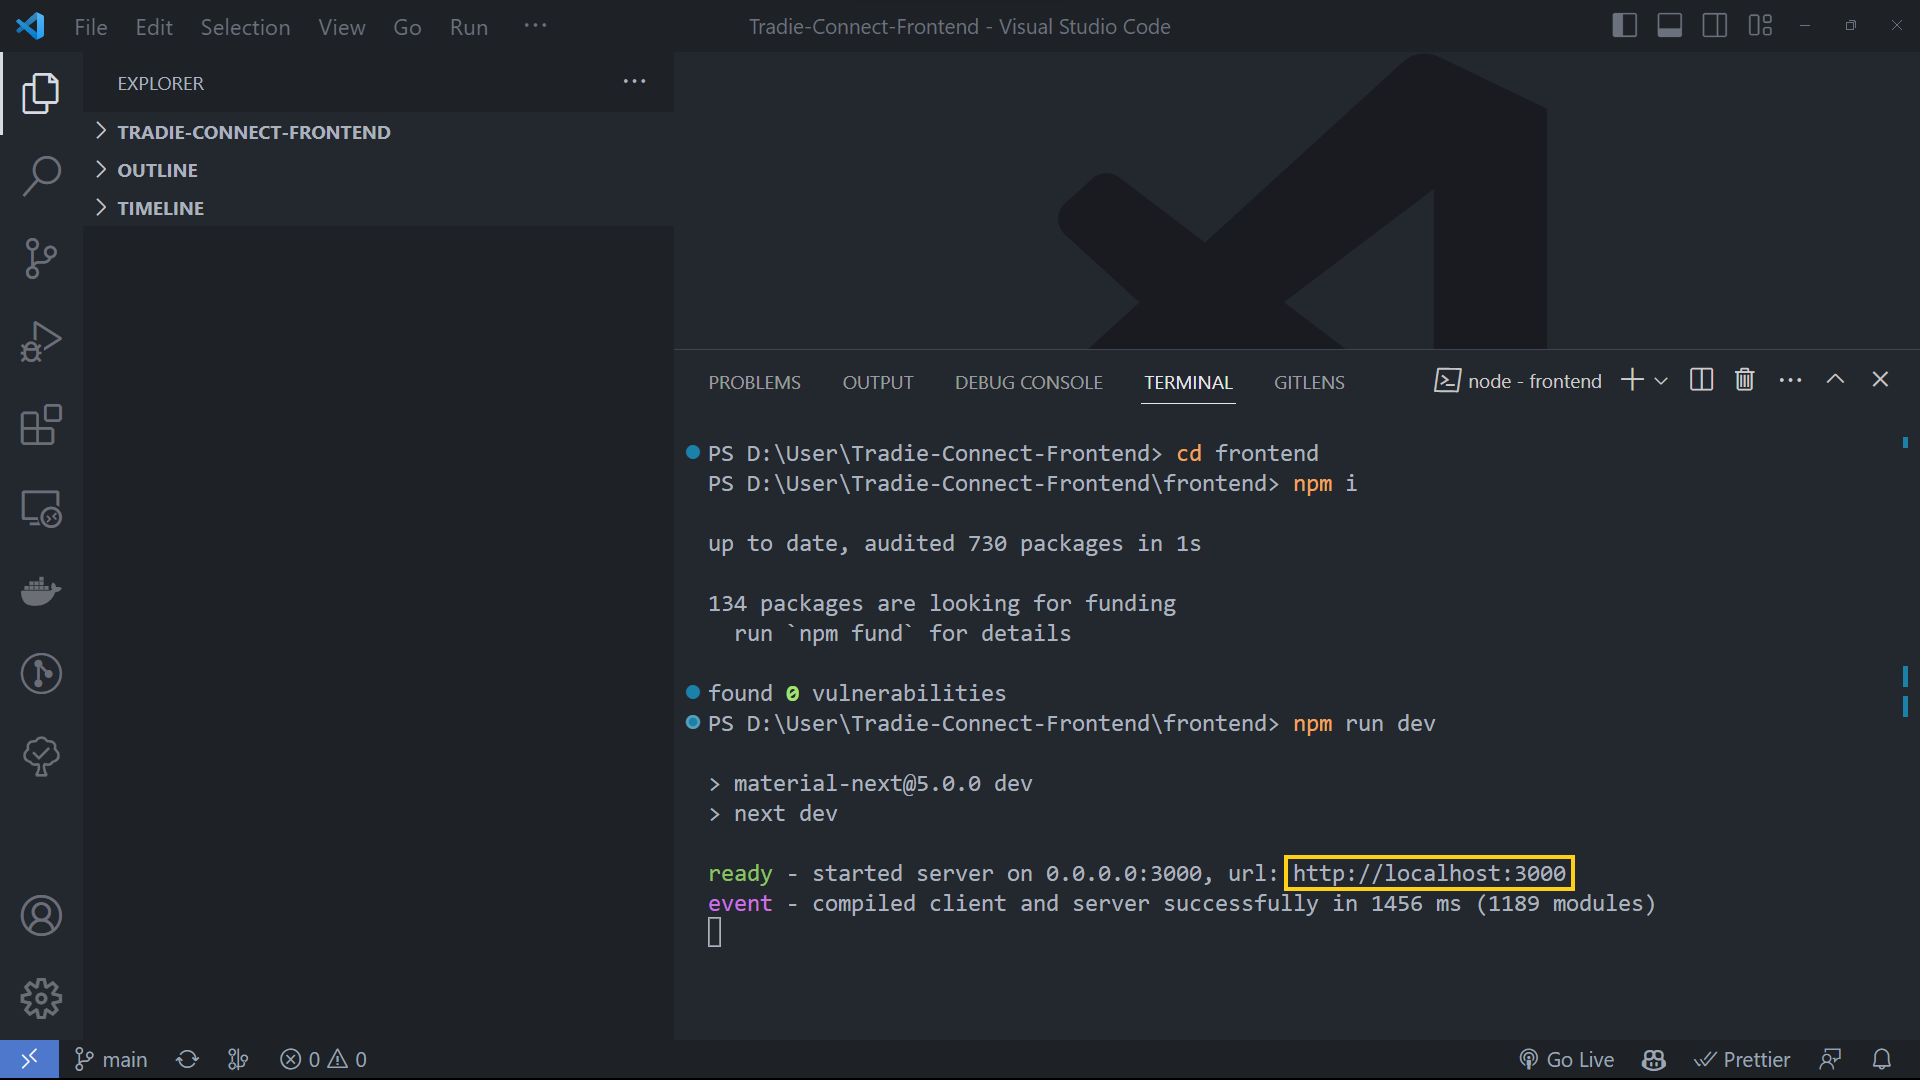 File Edit Selection View Go Run ···
Tradie-Connect-Frontend - Visual Studio Code
EXPLORER
TRADIE-CONNECT-FRONTEND
OUTLINE
TIMELINE
PROBLEMS OUTPUT DEBUG CONSOLE TERMINAL GITLENS
node - frontend
PS D:\User\Tradie-Connect-Frontend> cd frontend
PS D:\User\Tradie-Connect-Frontend\frontend> npm i
up to date, audited 730 packages in 1s
134 packages are looking for funding
run `npm fund` for details
found 0 vulnerabilities
PS D:\User\Tradie-Connect-Frontend\frontend> npm run dev
> material-next@5.0.0 dev
> next dev
ready - started server on 0.0.0.0:3000, url: http://localhost:3000
event - compiled client and server successfully in 1456 ms (1189 modules)
main 0 0
Go Live Prettier